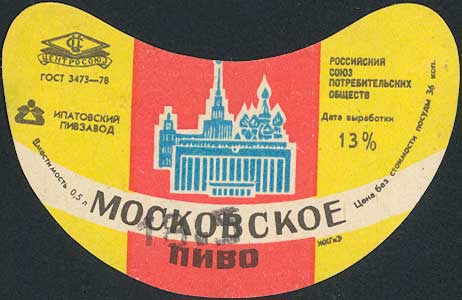 ЦЕНТРОСОЮЗ
ГОСТ 3473—78
ИПАТОВСКИЙ
ПИВЗАВОД
Вместимость 0,5 л
РОССИЙСКИЙ
СОЮЗ
ПОТРЕБИТЕЛЬСКИХ
ОБЩЕСТВ
Дата выработки
13%
Цена без стоимости посуды 36 коп.
МОСКОВСКОЕ
ПИВО